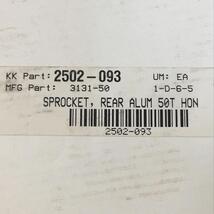 KK Part: 2502-093 UM: EA
MFG Part: 3131-50 1-D-6-5
SPROCKET, REAR ALUM 50T HON
2502-093